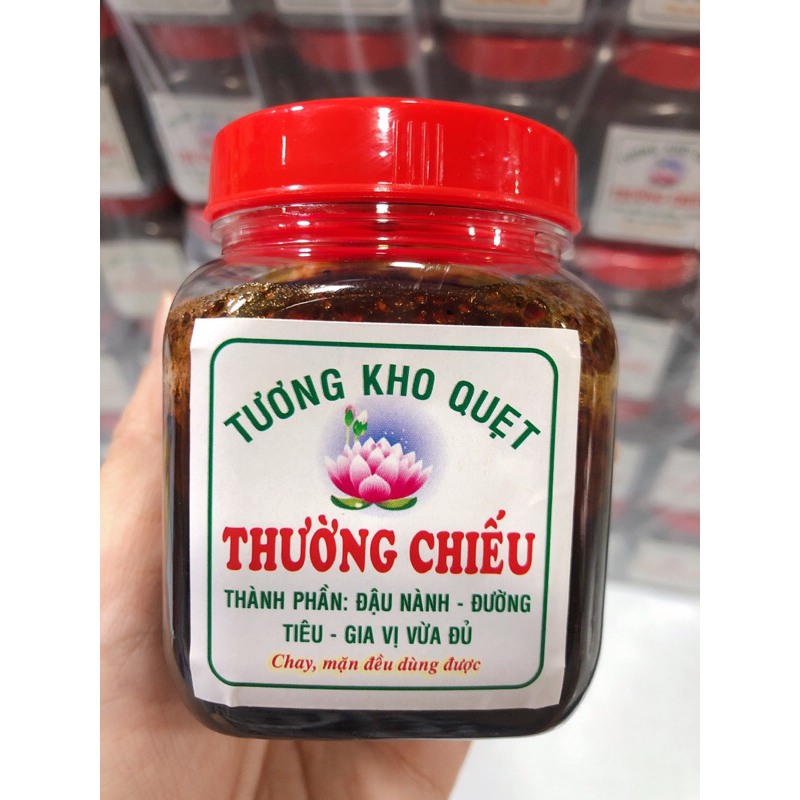 TƯƠNG KHO QUẸT
THƯỜNG CHIẾU
THÀNH PHẦN: ĐẬU NÀNH - ĐƯỜNG
TIÊU - GIA VỊ VỪA ĐỦ
Chay, mặn đều dùng được